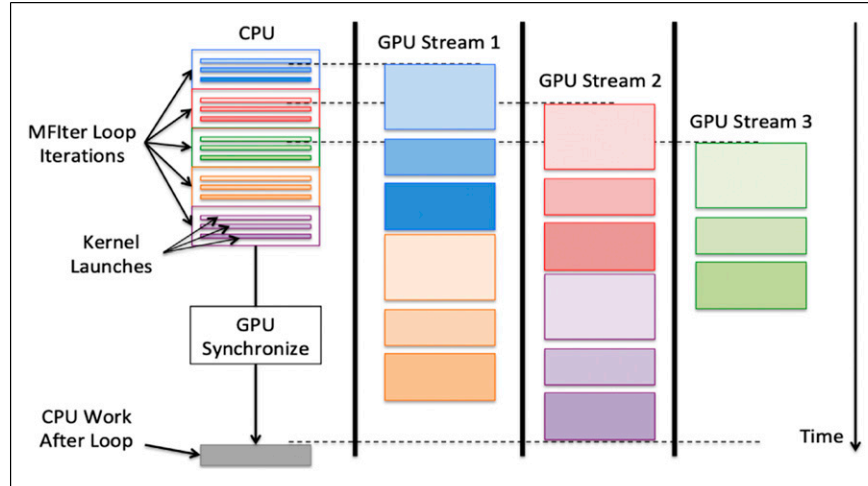 CPU
GPU Stream 1
GPU Stream 2
GPU Stream 3
MFIter Loop
Iterations
Kernel
Launches
GPU
Synchronize
CPU Work
After Loop
Time